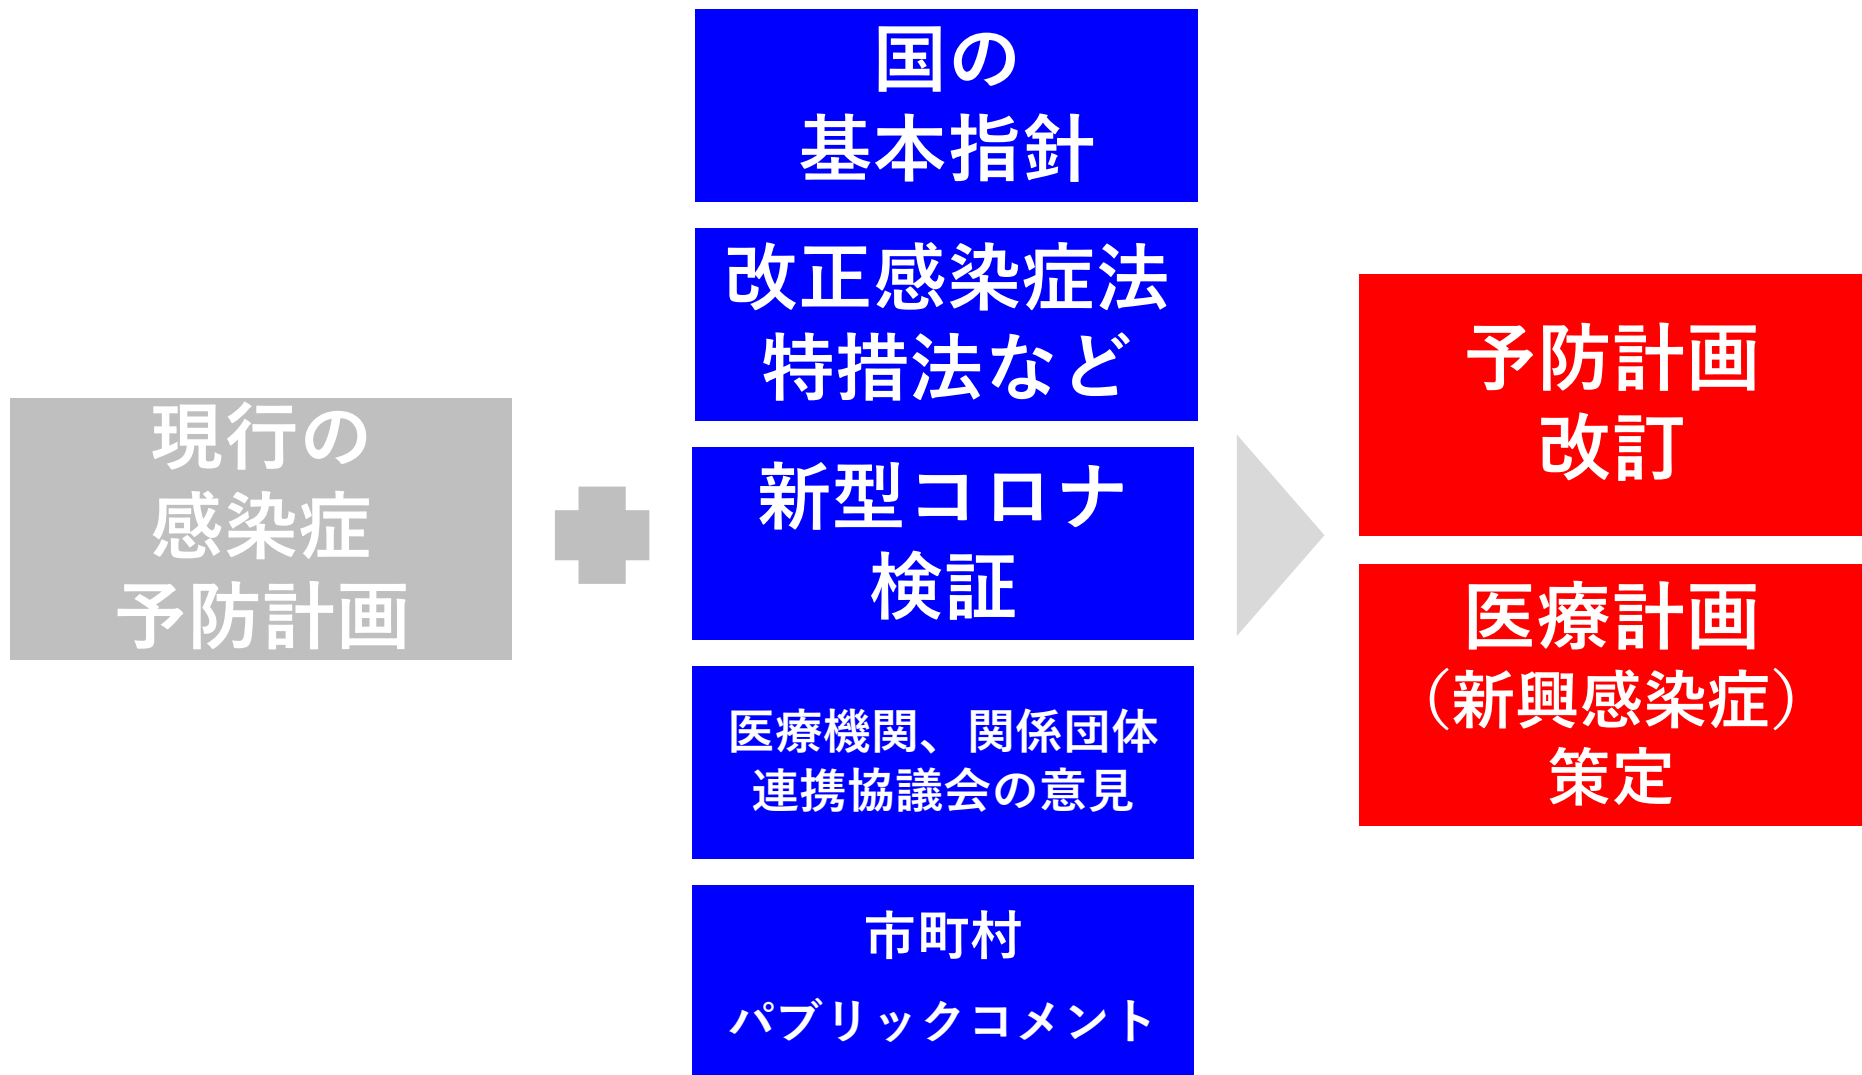 現行の
感染症
予防計画
国の
基本指針
改正感染症法
特措法など
新型コロナ
検証
医療機関、関係団体
連携協議会の意見
市町村
パブリックコメント
予防計画
改訂
医療計画
（新興感染症）
策定